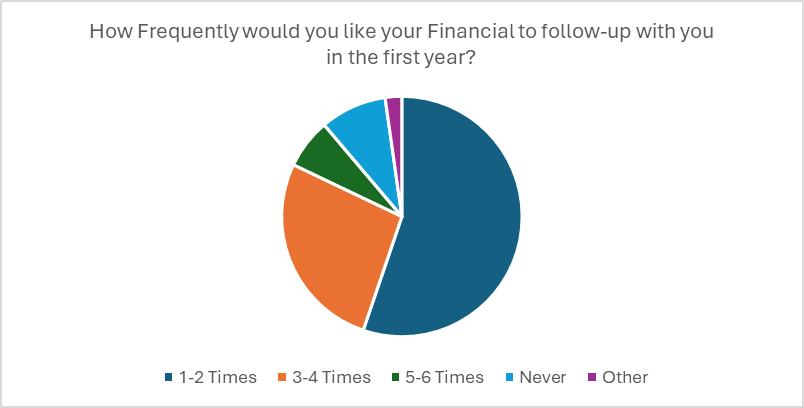 How Frequently would you like your Financial to follow-up with you
in the first year?
1-2 Times 3-4 Times 5-6 Times Never Other